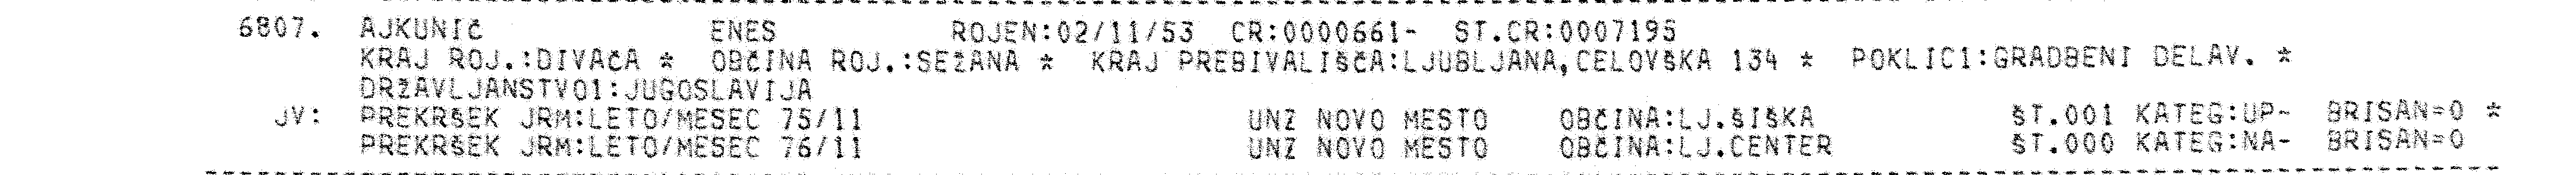 6807. AJKUNIČ ENES ROJEN:02/11/53 CR:0000661- ST.CR:0007195
KRAJ ROJ.:DIVAČA * OBČINA ROJ.:SEŽANA * KRAJ PREBIVALIŠČA:LJUBLJANA,CELOVŠKA 134 * POKLIC1:GRADBENI DELAV. *
DRŽAVLJANSTVO1:JUGOSLAVIJA
JV: PREKRŠEK JRM:LETO/MESEC 75/11 UNZ NOVO MESTO OBČINA:LJ.ŠIŠKA ŠT.001 KATEG:UP- BRISAN=0 *
PREKRŠEK JRM:LETO/MESEC 76/11 UNZ NOVO MESTO OBČINA:LJ.CENTER ŠT.000 KATEG:NA- BRISAN=0